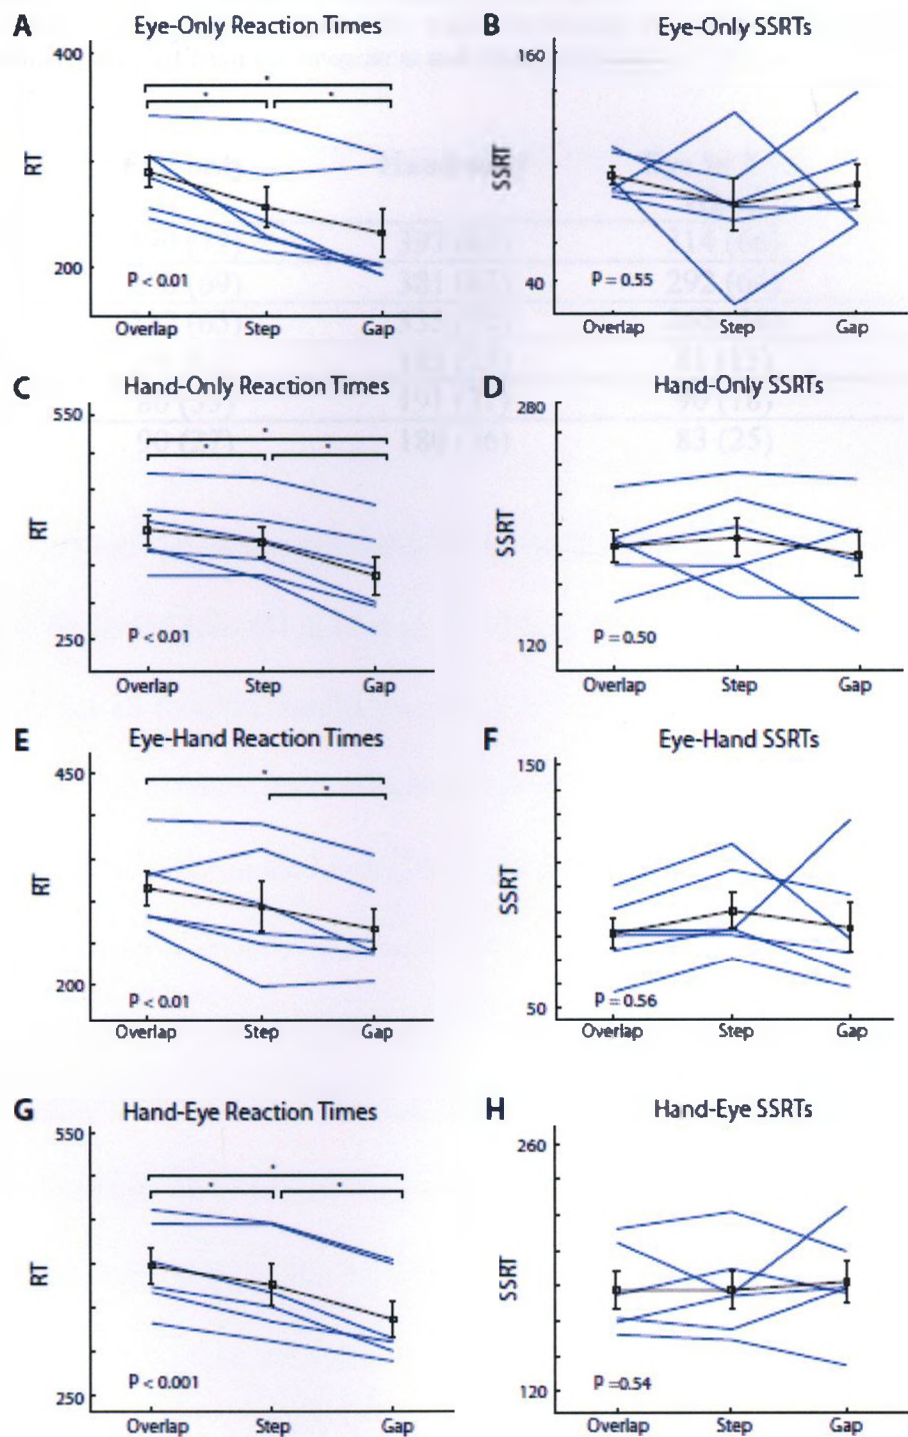 A Eye-Only Reaction Times
400
RT
200
* * *
P < 0.01
Overlap Step Gap
B Eye-Only SSRTs
160
SSRT
40
P = 0.55
Overlap Step Gap
C Hand-Only Reaction Times
550
RT
250
* * *
P < 0.01
Overlap Step Gap
D Hand-Only SSRTs
280
SSRT
120
P = 0.50
Overlap Step Gap
E Eye-Hand Reaction Times
450
RT
200
* *
P < 0.01
Overlap Step Gap
F Eye-Hand SSRTs
150
SSRT
50
P = 0.56
Overlap Step Gap
G Hand-Eye Reaction Times
550
RT
250
* * *
P < 0.001
Overlap Step Gap
H Hand-Eye SSRTs
260
SSRT
120
P =0.54
Overlap Step Gap